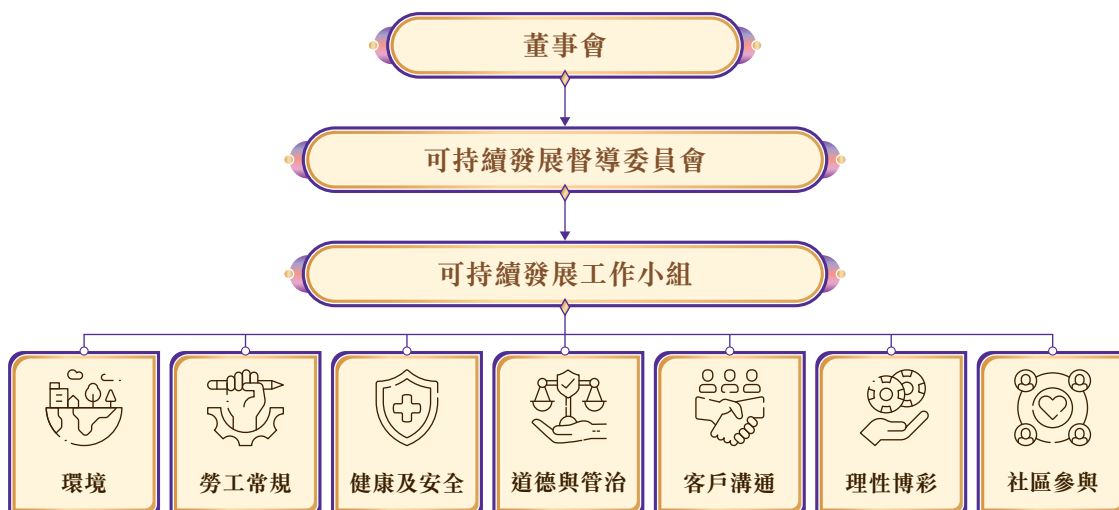 董事會
可持續發展督導委員會
可持續發展工作小組
環境
勞工常規
健康及安全
道德與管治
客戶溝通
理性博彩
社區參與